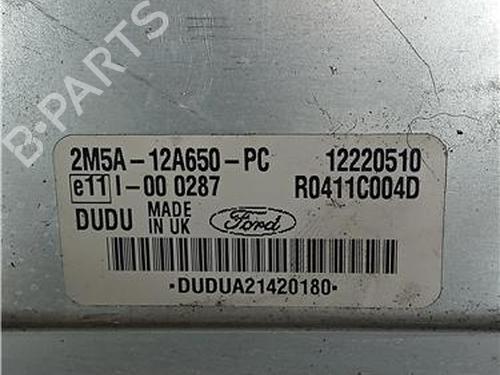 B-PARTS
2M5A-12A650-PC 12220510
e11 I-00 0287 R0411C004D
DUDU MADE IN UK Ford
·DUDUA21420180·